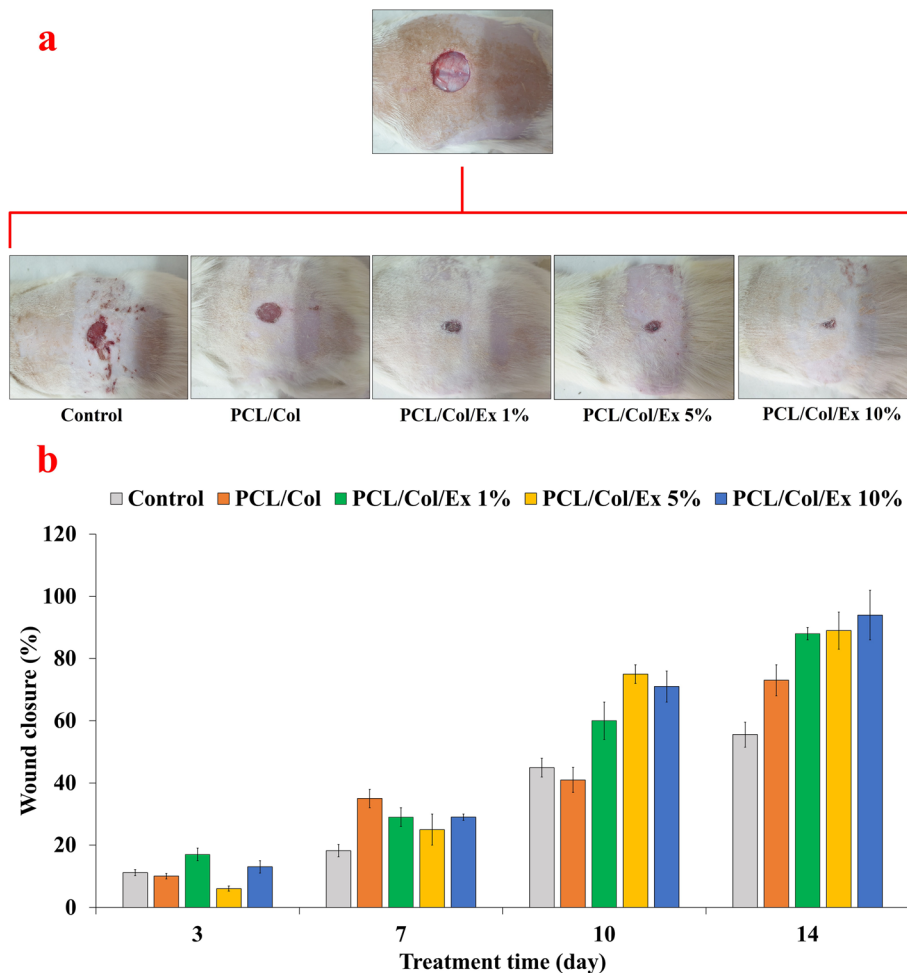 a
Control
PCL/Col
PCL/Col/Ex 1%
PCL/Col/Ex 5%
PCL/Col/Ex 10%
b
Control PCL/Col PCL/Col/Ex 1% PCL/Col/Ex 5% PCL/Col/Ex 10%
Wound closure (%)
120
100
80
60
40
20
0
3 7 10 14
Treatment time (day)